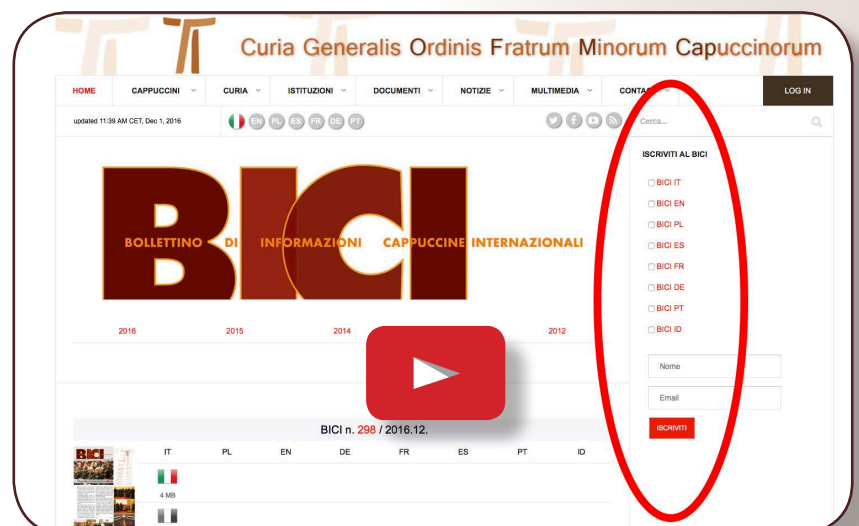 Curia Generalis Ordinis Fratrum Minorum Capuccinorum
HOME CAPPUCCINI CURIA ISTITUZIONI DOCUMENTI NOTIZIE MULTIMEDIA LOG IN
updated 11:39 AM CET, Dec 1, 2016
EN PL ES FR DE PT
Cerca...
BICI
BOLLETTINO DI INFORMAZIONI CAPPUCCINE INTERNAZIONALI
2016 2015 2014 2012
BICI n. 298 / 2016.12.
IT PL EN DE FR ES PT ID
BICI
4 MB
ISCRIVITI AL BICI
BICI IT
BICI EN
BICI PL
BICI ES
BICI FR
BICI DE
BICI PT
BICI ID
Nome
Email
ISCRIVITI